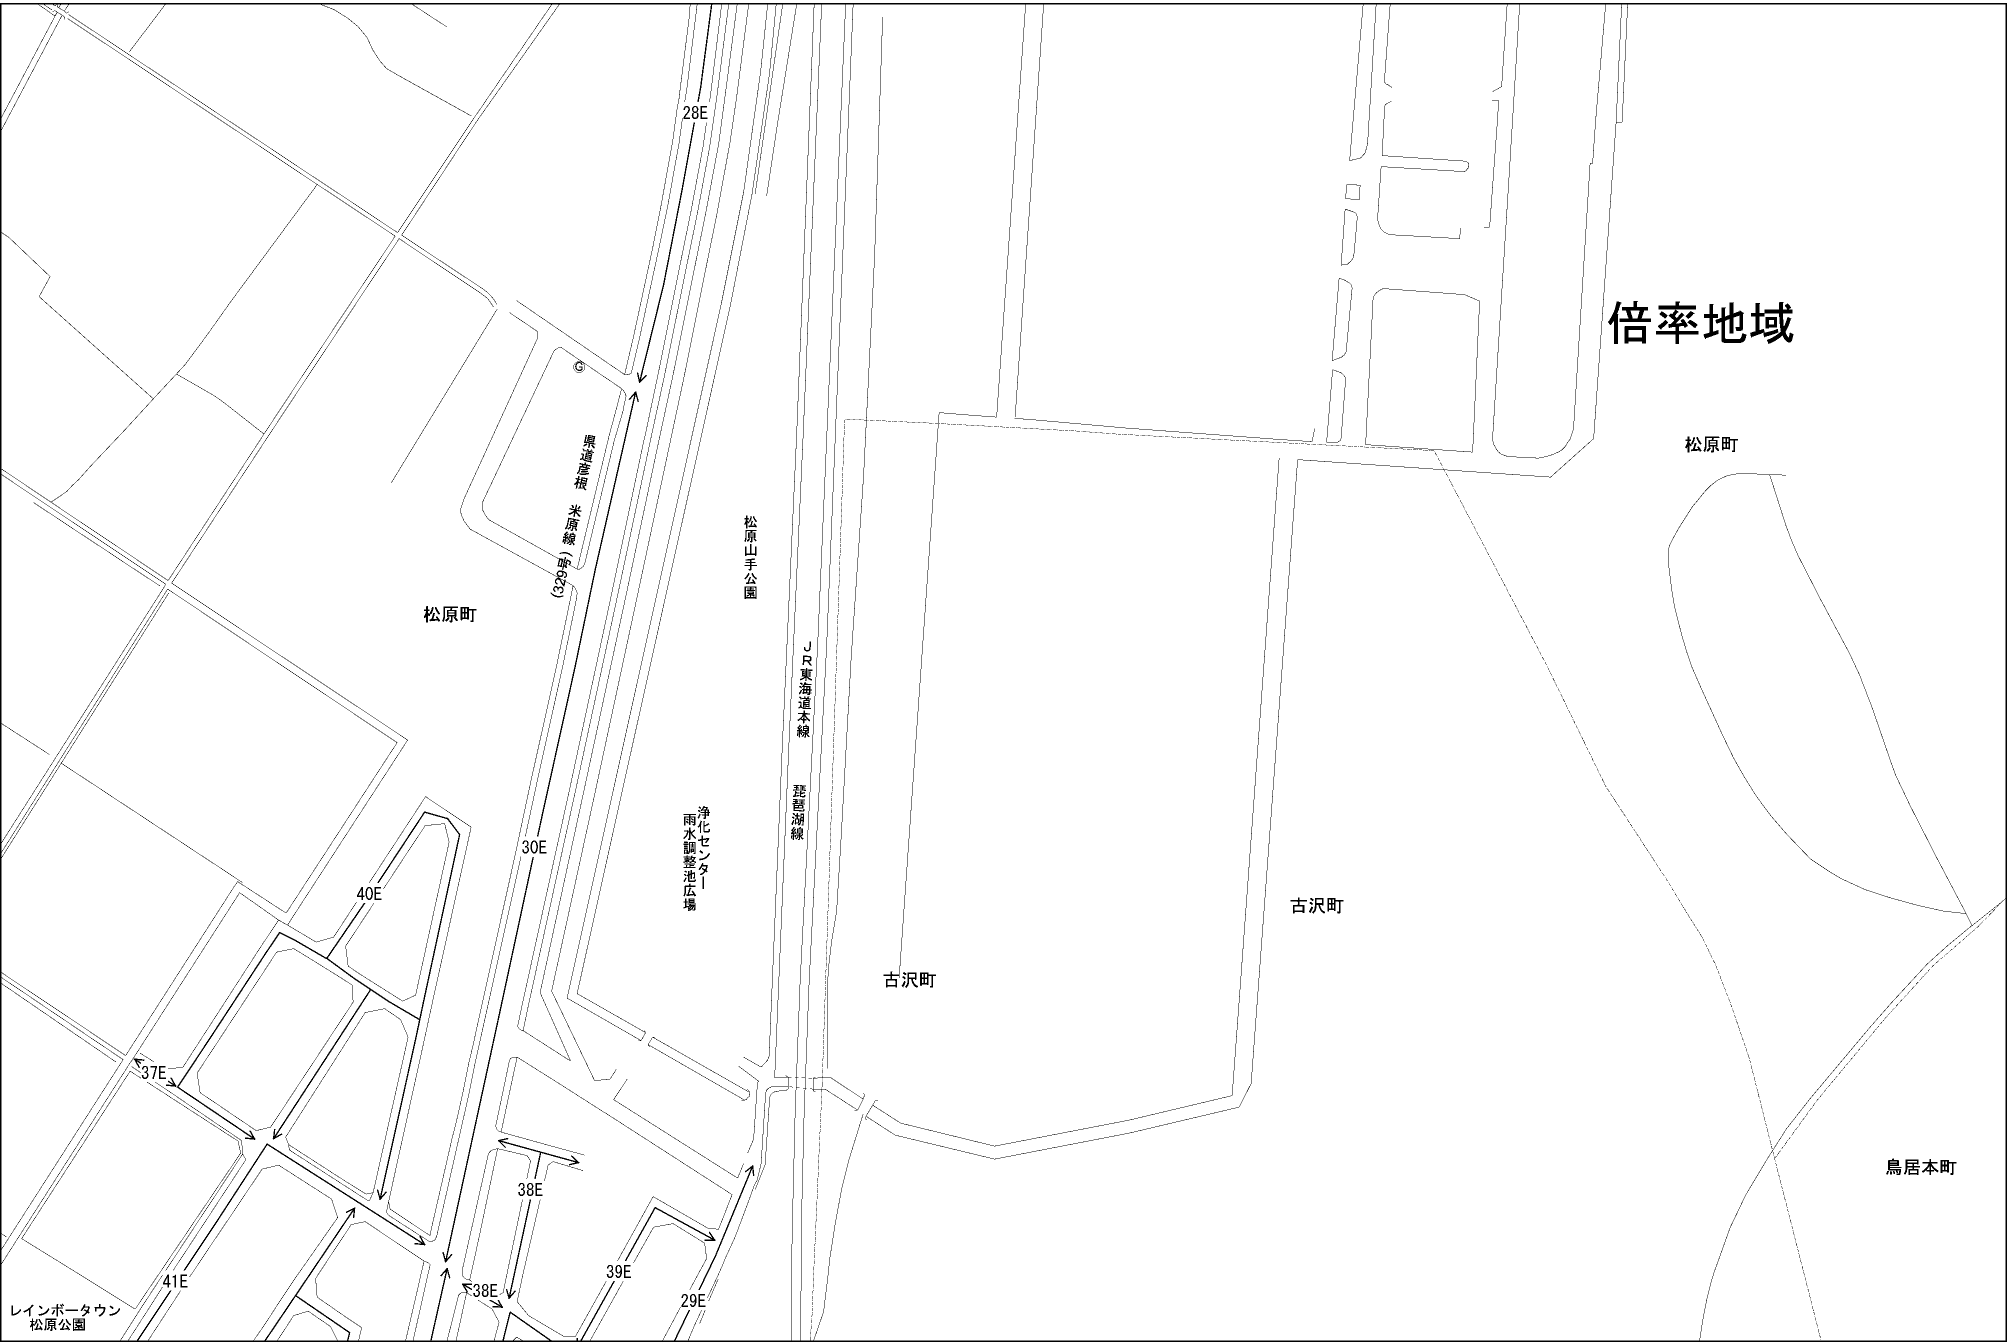 28E
倍率地域
G
県道彦根 米原線
(329号)
松原町
松原山手公園
松原町
JR東海道本線
琵琶湖線
30E
浄化センター
雨水調整池広場
40E
古沢町
古沢町
37E
鳥居本町
38E
41E
38E
39E
29E
レインボータウン
松原公園